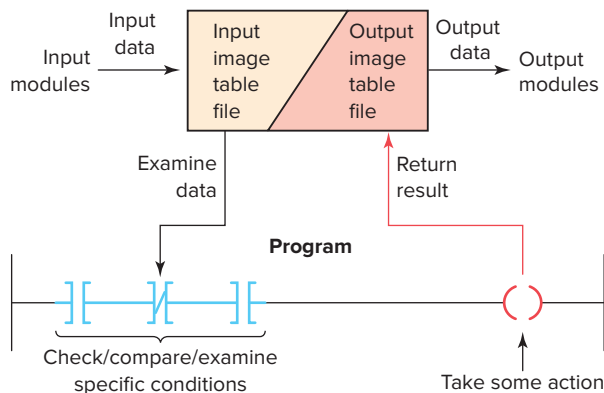 Input
data
Input
modules
Input
image
table
file
Output
image
table
file
Output
data
Output
modules
Examine
data
Return
result
Program
Check/compare/examine
specific conditions
Take some action